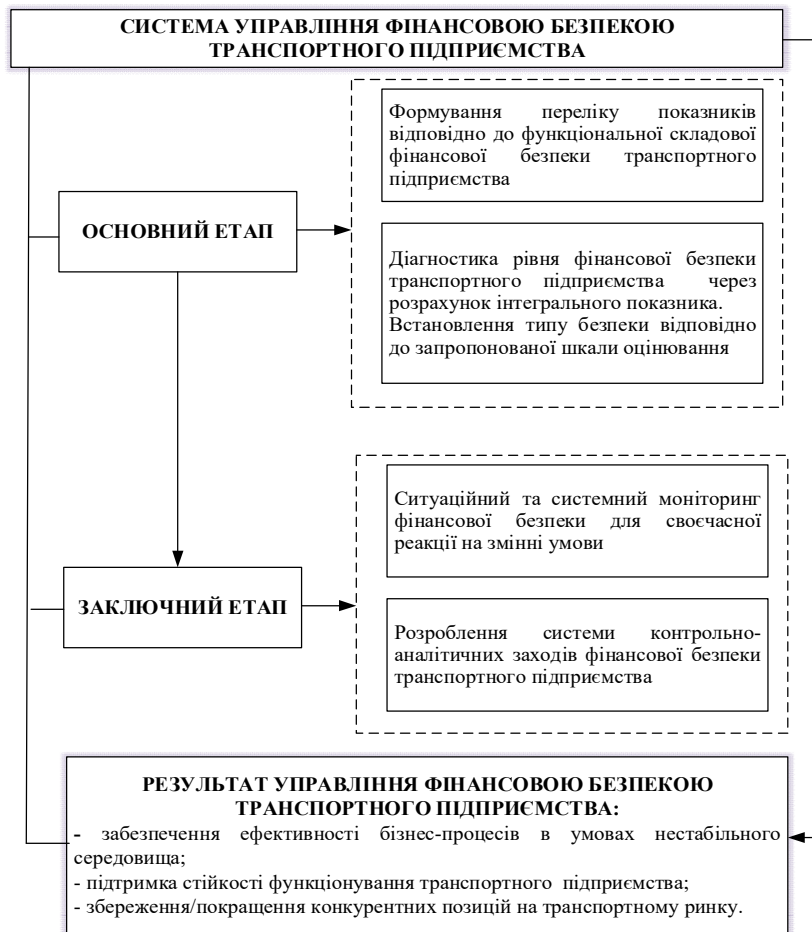 СИСТЕМА УПРАВЛІННЯ ФІНАНСОВОЮ БЕЗПЕКОЮ
ТРАНСПОРТНОГО ПІДПРИЄМСТВА
Формування переліку показників
відповідно до функціональної складової
фінансової безпеки транспортного
підприємства
ОСНОВНИЙ ЕТАП
Діагностика рівня фінансової безпеки
транспортного підприємства через
розрахунок інтегрального показника.
Встановлення типу безпеки відповідно
до запропонованої шкали оцінювання
Ситуаційний та системний моніторинг
фінансової безпеки для своєчасної
реакції на змінні умови
ЗАКЛЮЧНИЙ ЕТАП
Розроблення системи контрольно-
аналітичних заходів фінансової безпеки
транспортного підприємства
РЕЗУЛЬТАТ УПРАВЛІННЯ ФІНАНСОВОЮ БЕЗПЕКОЮ
ТРАНСПОРТНОГО ПІДПРИЄМСТВА:
- забезпечення ефективності бізнес-процесів в умовах нестабільного
середовища;
- підтримка стійкості функціонування транспортного підприємства;
- збереження/покращення конкурентних позицій на транспортному ринку.